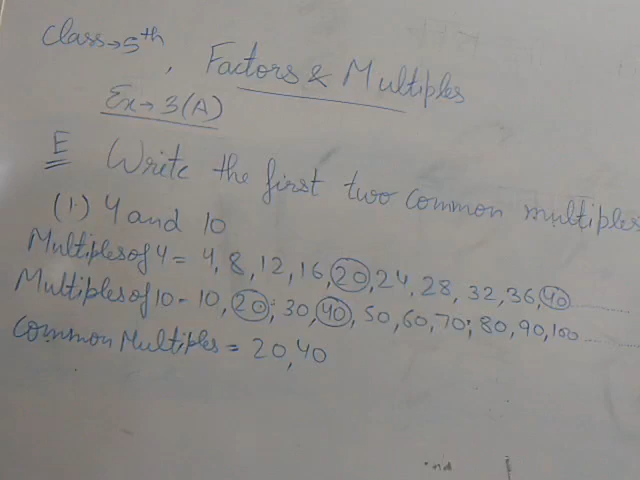 Class→5th, Factors & Multiples
Ex→ 3(A)
E Write the first two common multiples
(1.) 4 and 10
Multiples of 4 = 4, 8, 12, 16, 20, 24, 28, 32, 36, 40 ........
Multiples of 10 - 10, 20; 30, 40, 50, 60, 70; 80, 90, 100 ........
Common Multiples = 20, 40